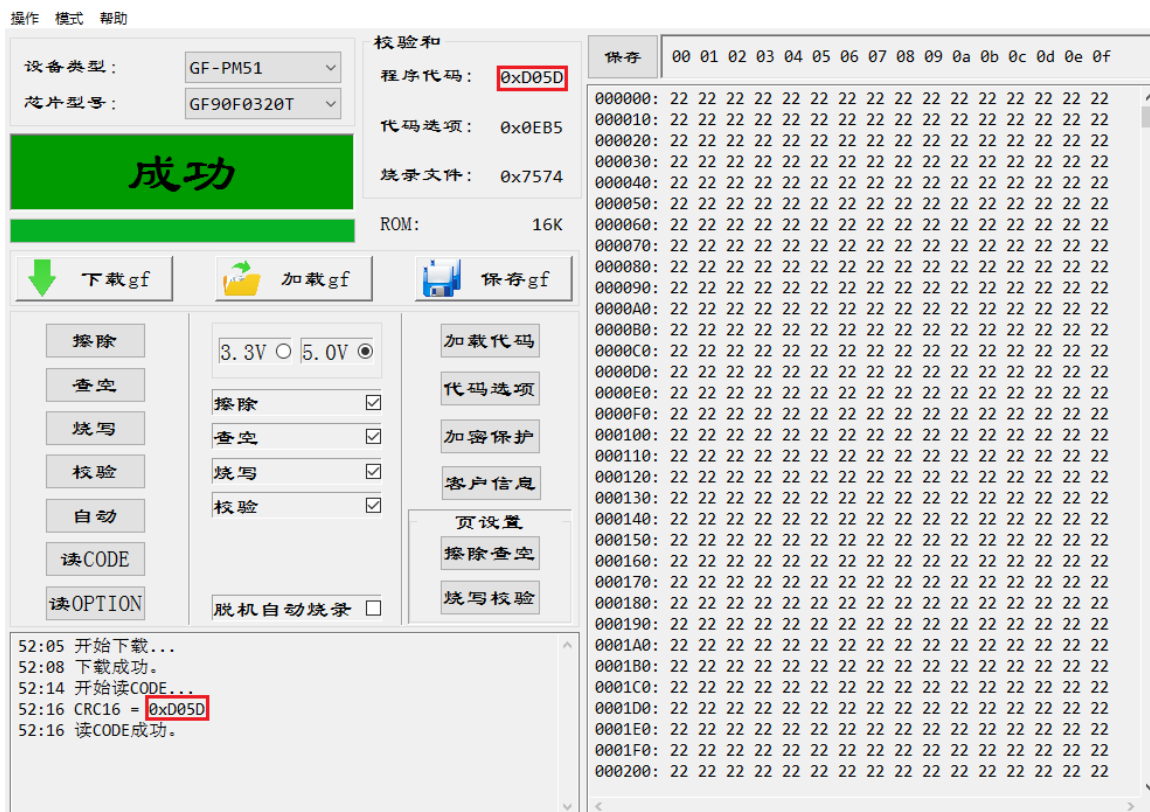 操作 模式 帮助
设备类型: GF-PM51
芯片型号: GF90F0320T
成功
校验和
程序代码: 0xD05D
代码选项: 0x0EB5
烧录文件: 0x7574
ROM: 16K
下载gf 加载gf 保存gf
擦除
查空
烧写
校验
自动
读CODE
读OPTION
3.3V 5.0V
擦除
查空
烧写
校验
脱机自动烧录
加载代码
代码选项
加密保护
客户信息
页设置
擦除查空
烧写校验
52:05 开始下载...
52:08 下载成功。
52:14 开始读CODE...
52:16 CRC16 = 0xD05D
52:16 读CODE成功。
保存 00 01 02 03 04 05 06 07 08 09 0a 0b 0c 0d 0e 0f
000000: 22 22 22 22 22 22 22 22 22 22 22 22 22 22 22 22
000010: 22 22 22 22 22 22 22 22 22 22 22 22 22 22 22 22
000020: 22 22 22 22 22 22 22 22 22 22 22 22 22 22 22 22
000030: 22 22 22 22 22 22 22 22 22 22 22 22 22 22 22 22
000040: 22 22 22 22 22 22 22 22 22 22 22 22 22 22 22 22
000050: 22 22 22 22 22 22 22 22 22 22 22 22 22 22 22 22
000060: 22 22 22 22 22 22 22 22 22 22 22 22 22 22 22 22
000070: 22 22 22 22 22 22 22 22 22 22 22 22 22 22 22 22
000080: 22 22 22 22 22 22 22 22 22 22 22 22 22 22 22 22
000090: 22 22 22 22 22 22 22 22 22 22 22 22 22 22 22 22
0000A0: 22 22 22 22 22 22 22 22 22 22 22 22 22 22 22 22
0000B0: 22 22 22 22 22 22 22 22 22 22 22 22 22 22 22 22
0000C0: 22 22 22 22 22 22 22 22 22 22 22 22 22 22 22 22
0000D0: 22 22 22 22 22 22 22 22 22 22 22 22 22 22 22 22
0000E0: 22 22 22 22 22 22 22 22 22 22 22 22 22 22 22 22
0000F0: 22 22 22 22 22 22 22 22 22 22 22 22 22 22 22 22
000100: 22 22 22 22 22 22 22 22 22 22 22 22 22 22 22 22
000110: 22 22 22 22 22 22 22 22 22 22 22 22 22 22 22 22
000120: 22 22 22 22 22 22 22 22 22 22 22 22 22 22 22 22
000130: 22 22 22 22 22 22 22 22 22 22 22 22 22 22 22 22
000140: 22 22 22 22 22 22 22 22 22 22 22 22 22 22 22 22
000150: 22 22 22 22 22 22 22 22 22 22 22 22 22 22 22 22
000160: 22 22 22 22 22 22 22 22 22 22 22 22 22 22 22 22
000170: 22 22 22 22 22 22 22 22 22 22 22 22 22 22 22 22
000180: 22 22 22 22 22 22 22 22 22 22 22 22 22 22 22 22
000190: 22 22 22 22 22 22 22 22 22 22 22 22 22 22 22 22
0001A0: 22 22 22 22 22 22 22 22 22 22 22 22 22 22 22 22
0001B0: 22 22 22 22 22 22 22 22 22 22 22 22 22 22 22 22
0001C0: 22 22 22 22 22 22 22 22 22 22 22 22 22 22 22 22
0001D0: 22 22 22 22 22 22 22 22 22 22 22 22 22 22 22 22
0001E0: 22 22 22 22 22 22 22 22 22 22 22 22 22 22 22 22
0001F0: 22 22 22 22 22 22 22 22 22 22 22 22 22 22 22 22
000200: 22 22 22 22 22 22 22 22 22 22 22 22 22 22 22 22